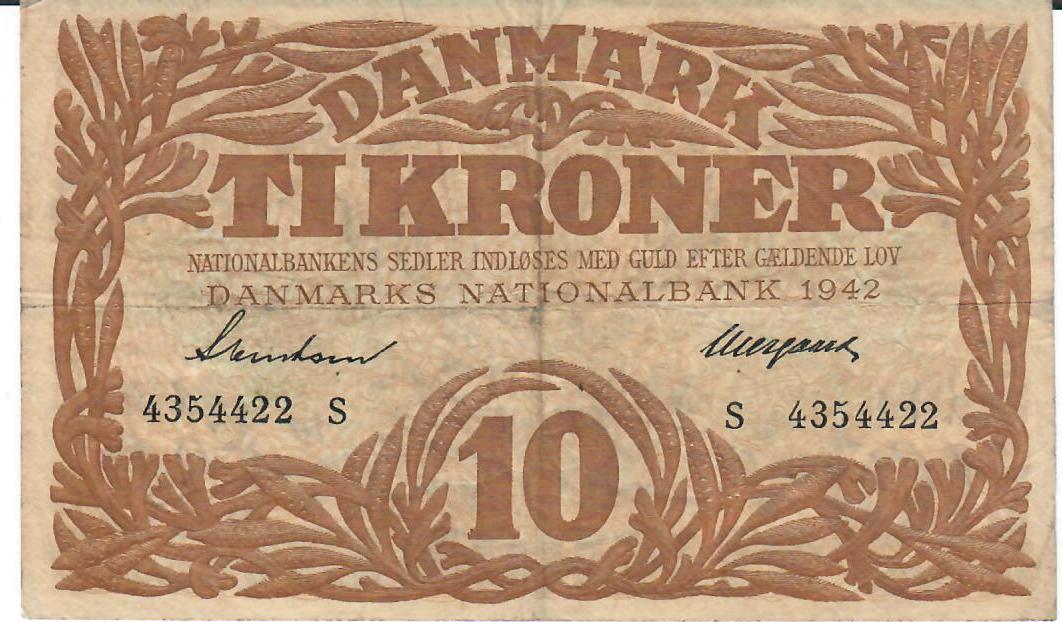 DANMARK
TI KRONER
NATIONALBANKENS SEDLER INDLØSES MED GULD EFTER GÆLDENDE LOV
DANMARKS NATIONALBANK 1942
4354422 S S 4354422
10